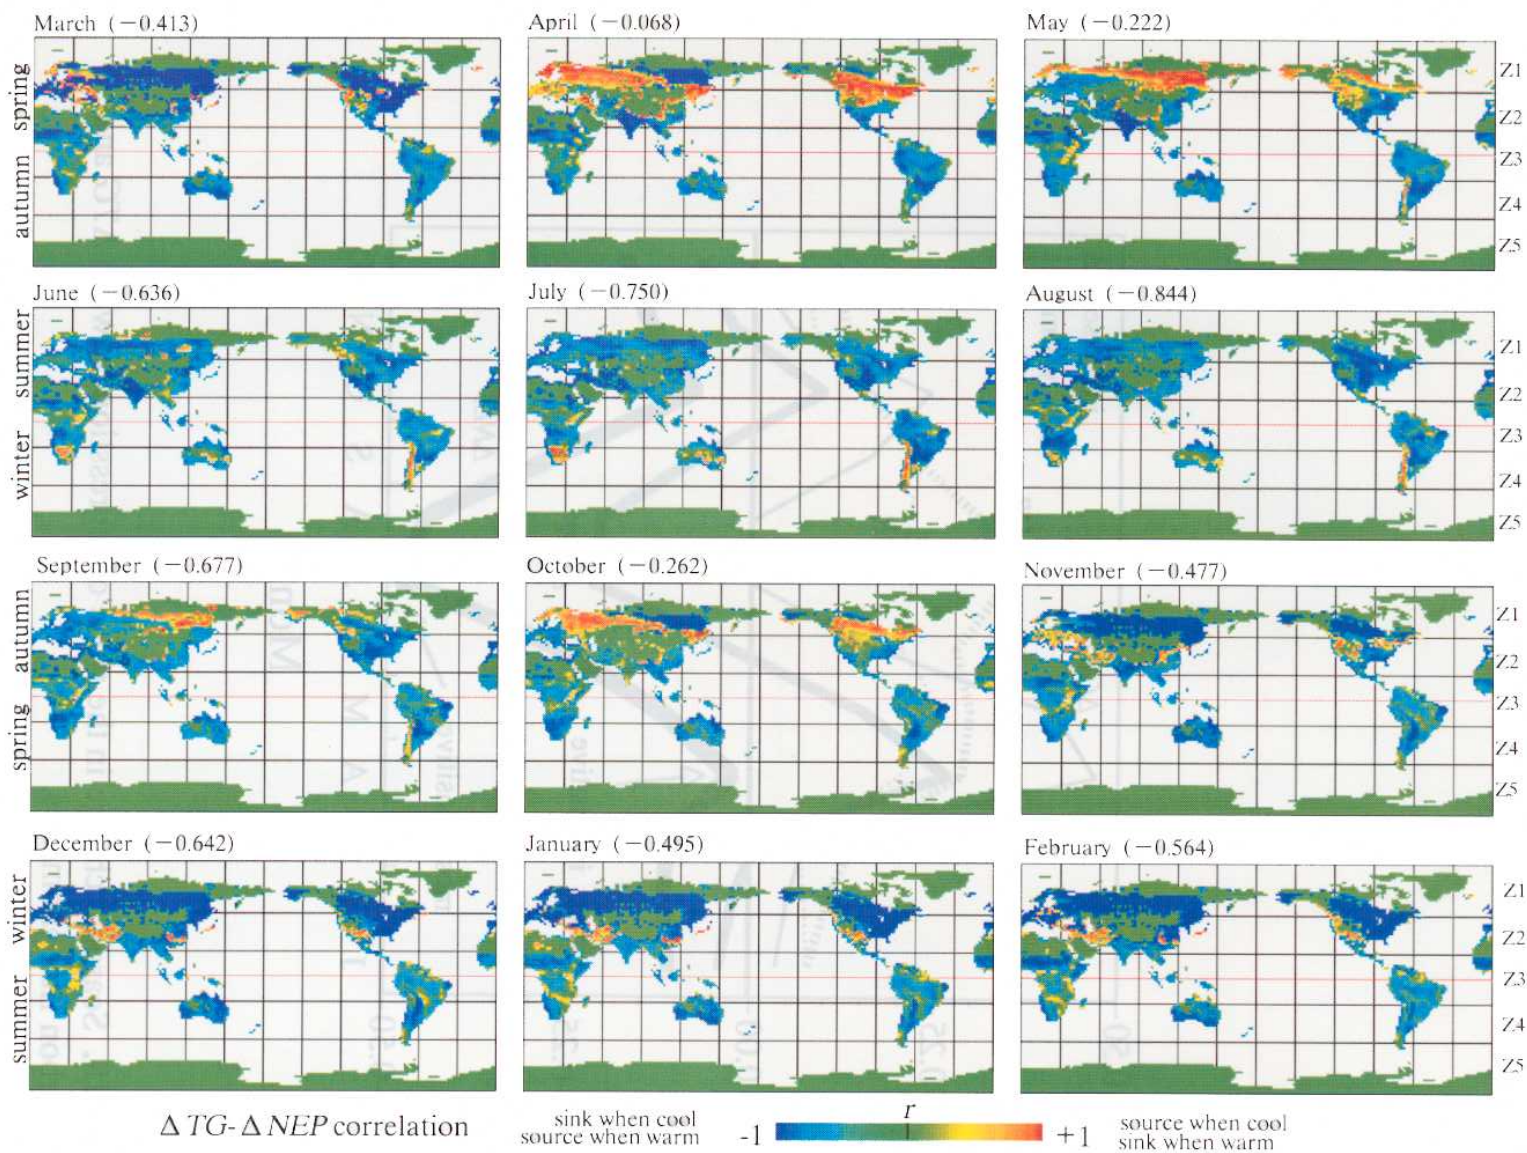 March (−0.413)
April (−0.068)
May (−0.222)
spring
autumn
Z1
Z2
Z3
Z4
Z5
June (−0.636)
July (−0.750)
August (−0.844)
summer
winter
Z1
Z2
Z3
Z4
Z5
September (−0.677)
October (−0.262)
November (−0.477)
autumn
spring
Z1
Z2
Z3
Z4
Z5
December (−0.642)
January (−0.495)
February (−0.564)
winter
summer
Z1
Z2
Z3
Z4
Z5
Δ TG- Δ NEP correlation
sink when cool
source when warm
-1
r
+1
source when cool
sink when warm